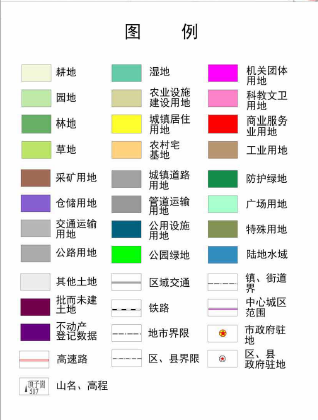 图 例
耕地
湿地
机关团体
用地
园地
农业设施
建设用地
科教文卫
用地
林地
城镇居住
用地
商业服务
业用地
草地
农村宅
基地
工业用地
采矿用地
城镇道路
用地
防护绿地
仓储用地
管道运输
用地
广场用地
交通运输
用地
公用设施
用地
特殊用地
公路用地
公园绿地
陆地水域
其他土地
区域交通
镇、街道
界
批而未建
土地
铁路
中心城区
范围
不动产
登记数据
地市界限
市政府驻
地
高速路
区、县界限
区、县
政府驻地
山名、高程